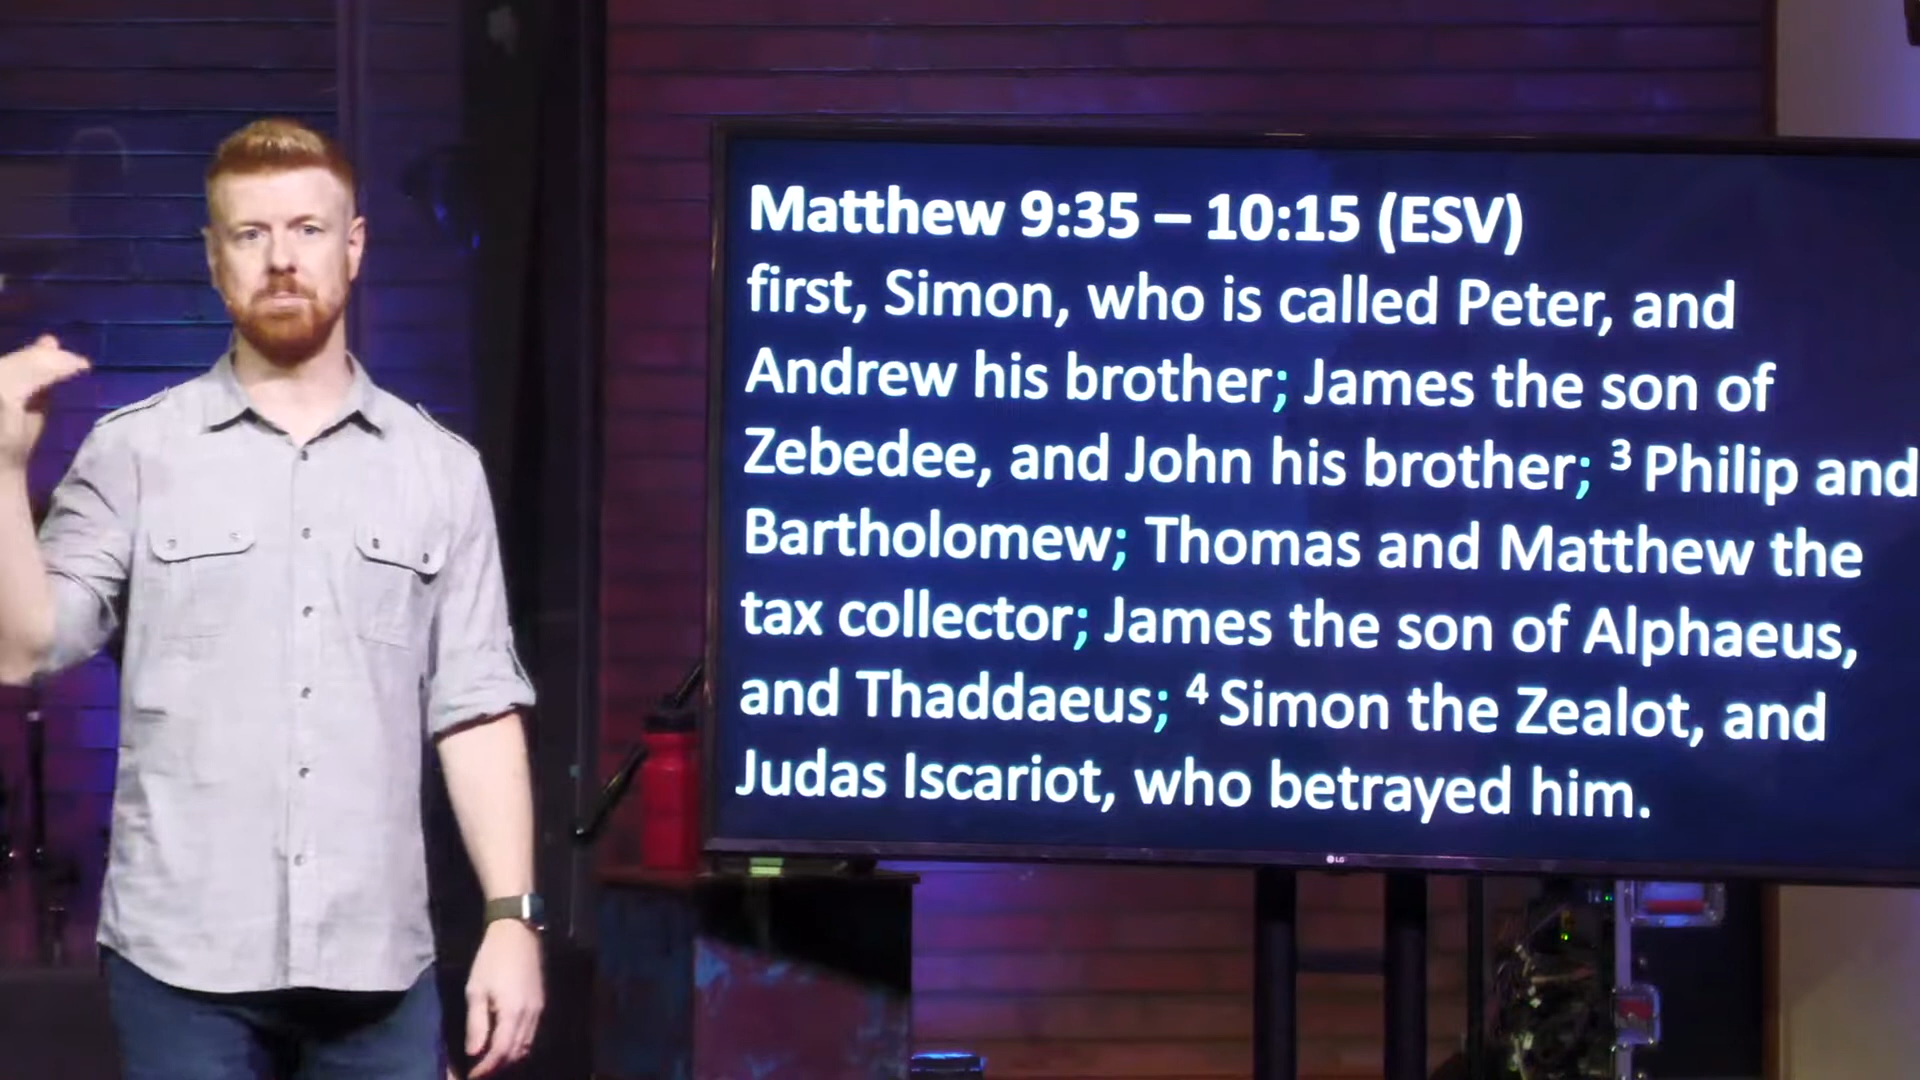 Matthew 9:35 – 10:15 (ESV)
first, Simon, who is called Peter, and
Andrew his brother; James the son of
Zebedee, and John his brother; 3 Philip and
Bartholomew; Thomas and Matthew the
tax collector; James the son of Alphaeus,
and Thaddaeus; 4 Simon the Zealot, and
Judas Iscariot, who betrayed him.
LG